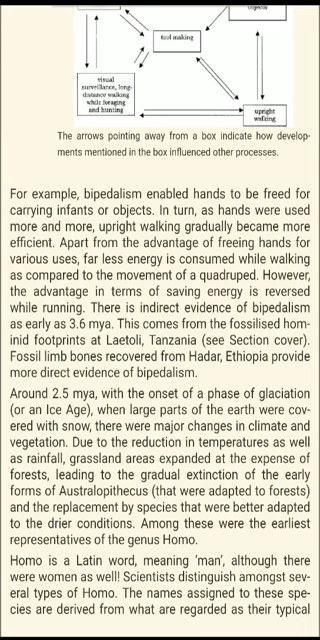 objects
tool making
visual
surveillance, long-
distance walking
while foraging
and hunting
upright
walking
The arrows pointing away from a box indicate how develop-
ments mentioned in the box influenced other processes.
For example, bipedalism enabled hands to be freed for
carrying infants or objects. In turn, as hands were used
more and more, upright walking gradually became more
efficient. Apart from the advantage of freeing hands for
various uses, far less energy is consumed while walking
as compared to the movement of a quadruped. However,
the advantage in terms of saving energy is reversed
while running. There is indirect evidence of bipedalism
as early as 3.6 mya. This comes from the fossilised hom-
inid footprints at Laetoli, Tanzania (see Section cover).
Fossil limb bones recovered from Hadar, Ethiopia provide
more direct evidence of bipedalism.
Around 2.5 mya, with the onset of a phase of glaciation
(or an Ice Age), when large parts of the earth were cov-
ered with snow, there were major changes in climate and
vegetation. Due to the reduction in temperatures as well
as rainfall, grassland areas expanded at the expense of
forests, leading to the gradual extinction of the early
forms of Australopithecus (that were adapted to forests)
and the replacement by species that were better adapted
to the drier conditions. Among these were the earliest
representatives of the genus Homo.
Homo is a Latin word, meaning ‘man’, although there
were women as well! Scientists distinguish amongst sev-
eral types of Homo. The names assigned to these spe-
cies are derived from what are regarded as their typical